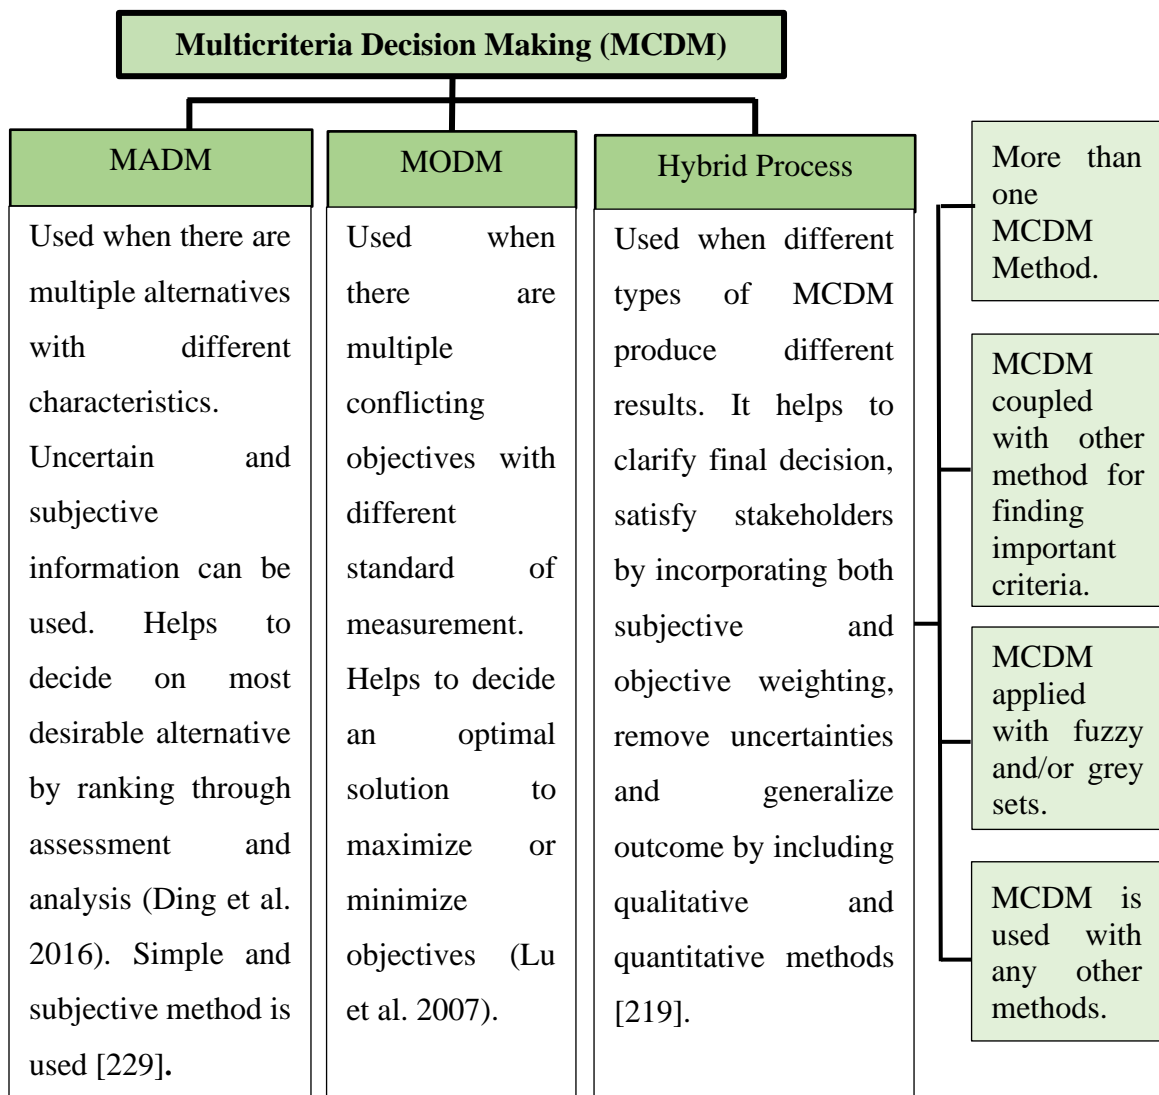 Multicriteria Decision Making (MCDM)
MADM
Used when there are
multiple alternatives
with different
characteristics.
Uncertain and
subjective
information can be
used. Helps to
decide on most
desirable alternative
by ranking through
assessment and
analysis (Ding et al.
2016). Simple and
subjective method is
used [229].
MODM
Used when
there are
multiple
conflicting
objectives with
different
standard of
measurement.
Helps to decide
an optimal
solution to
maximize or
minimize
objectives (Lu
et al. 2007).
Hybrid Process
Used when different
types of MCDM
produce different
results. It helps to
clarify final decision,
satisfy stakeholders
by incorporating both
subjective and
objective weighting,
remove uncertainties
and generalize
outcome by including
qualitative and
quantitative methods
[219].
More than
one
MCDM
Method.
MCDM
coupled
with other
method for
finding
important
criteria.
MCDM
applied
with fuzzy
and/or grey
sets.
MCDM is
used with
any other
methods.